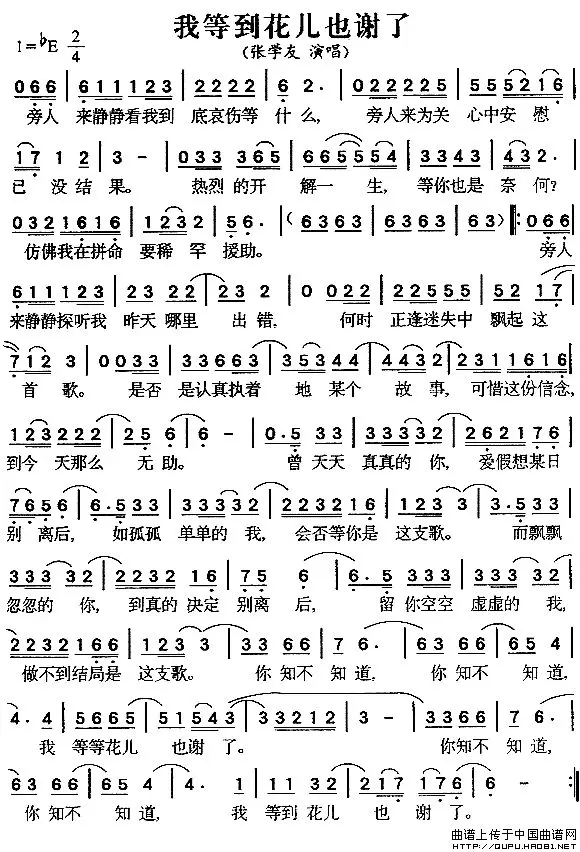 我等到花儿也谢了
1=♭E 2/4
(张学友 演唱)
0 6 6 | 6 1 1 1 2 3 | 2 1 2 2 2 6 | 6 2 · | 0 2 2 2 2 5 | 5 5 5 2 1 6 |
旁人 来静静看我到 底哀伤等 什么, 旁人来为关 心中安 慰
1 7 1 2 | 3 - | 0 3 3 3 6 5 | 6 6 5 5 5 4 | 5 3 3 4 3 | 4 3 2 · |
已 没结 果。 热烈的开 解一 生, 等你也是 奈何?
0 3 2 1 6 1 6 | 1 2 3 2 | 5 6 · | (6 3 6 3 | 6 3 6 3 | 6 3) |: 0 6 6 |
仿佛我在拼命 要稀 罕 援助。 旁人
6 1 1 1 2 3 | 2 3 2 2 | 2 3 2 | 0 0 2 2 | 2 5 5 5 5 | 5 2 1 7 |
来静静探听我 昨天 哪里 出 错, 何时 正逢迷失中 飘起 这
7 1 2 3 | 0 0 3 3 | 3 3 6 6 3 | 3 5 3 4 4 | 4 4 3 2 | 2 3 1 1 1 6 1 6 |
首 歌。 是否 是认真执着 地 某个 故 事, 可惜这份信念,
1 2 3 2 2 2 | 2 5 6 | 6 - | 0 · 5 3 3 | 3 3 3 3 2 | 2 6 2 1 7 6 |
到今 天那么 无 助。 曾 天天 真真的 你, 爱假想某日
7 6 5 6 | 6 · 5 3 3 | 3 3 3 3 2 | 2 2 3 2 1 6 | 1 2 3 3 | 3 · 5 3 3 |
别 离后, 如孤孤 单单的 我, 会否等你是 这支歌。 而飘飘
3 3 3 3 2 | 2 2 3 2 1 6 | 7 5 6 | 6 · 5 3 3 3 | 3 3 3 3 2 |
忽忽的 你, 到真的 决定 别离 后, 留 你空空 虚虚的 我,
2 2 3 2 1 6 6 | 1 2 3 3 | 3 6 3 6 6 | 7 6 · | 6 3 6 6 | 6 5 4 |
做不到结局是 这支歌。 你 知不 知道, 你 知不 知道,
4 · 4 | 5 6 6 5 | 5 1 5 4 3 | 3 3 2 1 2 | 3 - | 3 3 6 6 | 7 6 · |
我 等等花儿 也谢 了。 你知不 知 道,
6 3 6 6 | 6 5 4 | 4 · 1 | 1 1 3 2 | 2 1 7 1 7 6 | 6 - :|
你 知不 知道, 我 等到 花儿 也 谢 了。
曲谱上传于中国曲谱网
HTTP://QUPU.HAO81.NET